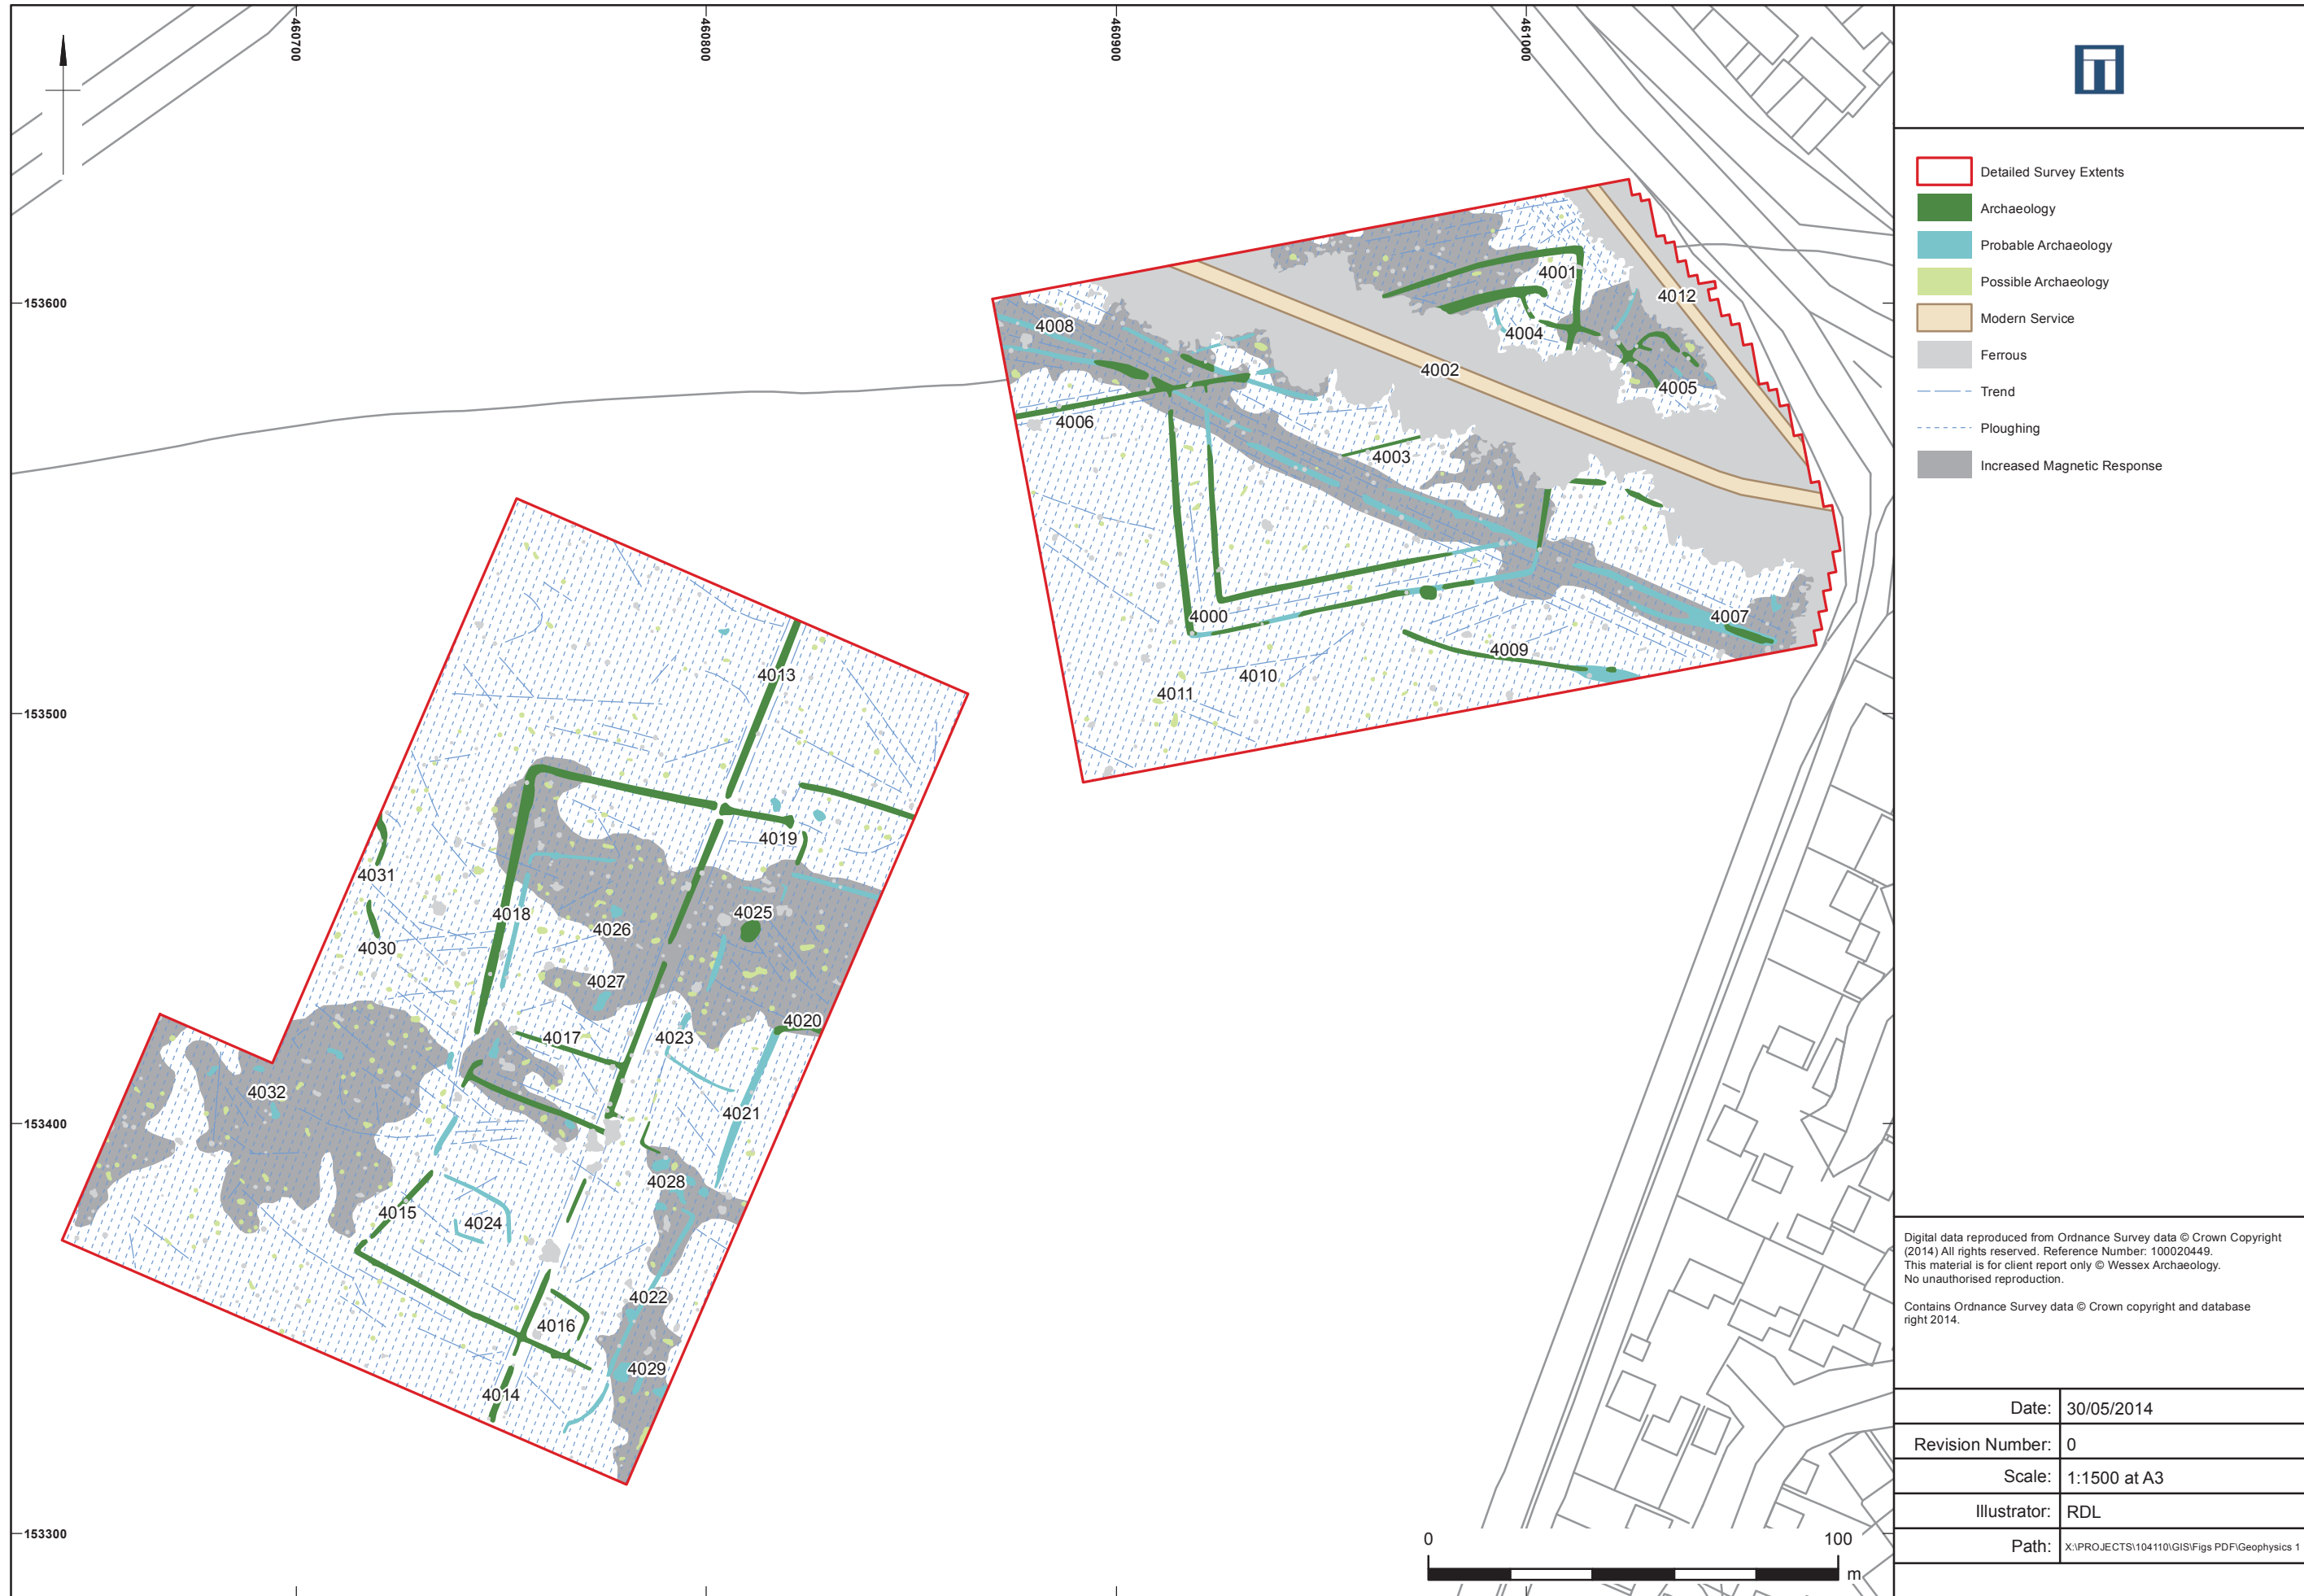 460700
460800
460900
461000
153600
153500
153400
153300
4001
4012
4004
4005
4002
4008
4006
4003
4000
4007
4009
4010
4011
4013
4019
4031
4018
4025
4026
4030
4027
4020
4017
4023
4032
4021
4028
4015
4024
4022
4016
4029
4014
0 100
m
Detailed Survey Extents
Archaeology
Probable Archaeology
Possible Archaeology
Modern Service
Ferrous
Trend
Ploughing
Increased Magnetic Response
Digital data reproduced from Ordnance Survey data © Crown Copyright
(2014) All rights reserved. Reference Number: 100020449.
This material is for client report only © Wessex Archaeology.
No unauthorised reproduction.
Contains Ordnance Survey data © Crown copyright and database
right 2014.
Date: 30/05/2014
Revision Number: 0
Scale: 1:1500 at A3
Illustrator: RDL
Path: X:\PROJECTS\104110\GIS\Figs PDF\Geophysics 1